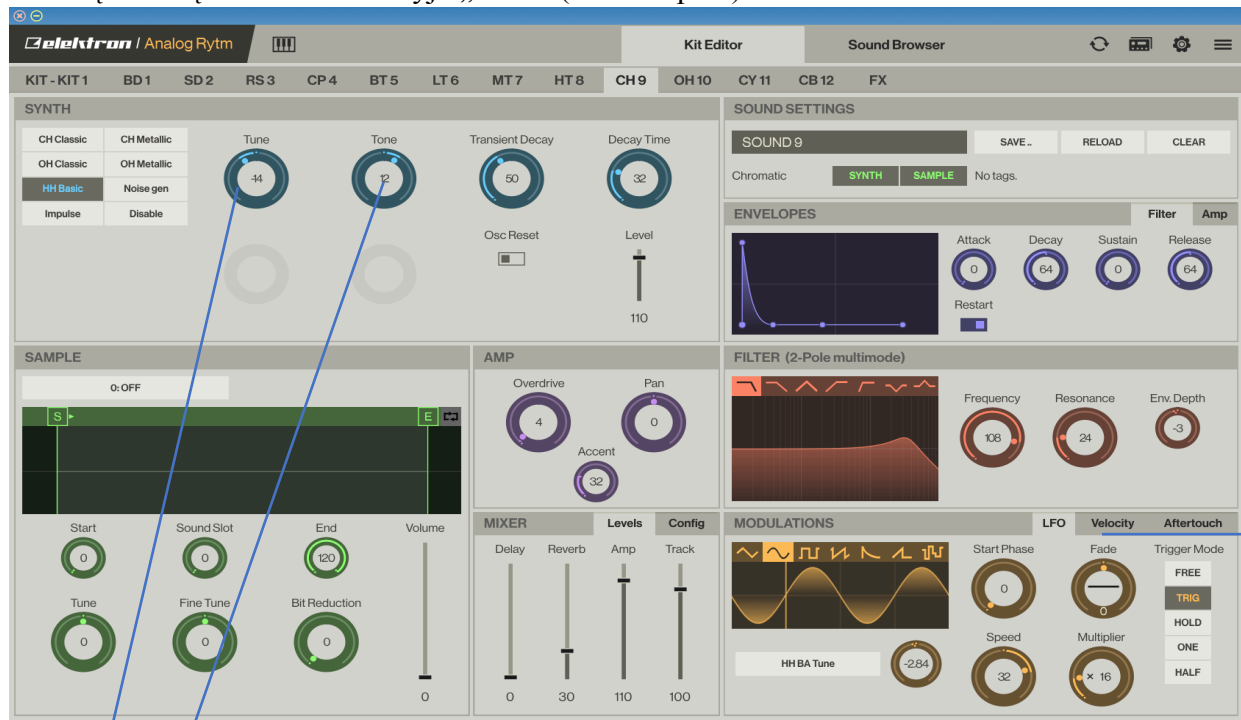 elektron / Analog Rytm Kit Editor Sound Browser
KIT - KIT 1 BD 1 SD 2 RS 3 CP 4 BT 5 LT 6 MT 7 HT 8 CH 9 OH 10 CY 11 CB 12 FX
SYNTH
CH Classic CH Metallic
OH Classic OH Metallic
HH Basic Noise gen
Impulse Disable
Tune Tone Transient Decay Decay Time
-14 12 50 32
Osc Reset Level
110
SOUND SETTINGS
SOUND 9 SAVE .. RELOAD CLEAR
Chromatic SYNTH SAMPLE No tags.
ENVELOPES Filter Amp
Attack Decay Sustain Release
0 64 0 64
Restart
SAMPLE
0: OFF
S E
Start Sound Slot End Volume
0 0 120
Tune Fine Tune Bit Reduction
0 0 0
0
AMP
Overdrive Pan
4 0
Accent
32
MIXER Levels Config
Delay Reverb Amp Track
0 30 110 100
FILTER (2-Pole multimode)
Frequency Resonance Env. Depth
108 24 -3
MODULATIONS LFO Velocity Aftertouch
Start Phase Fade Trigger Mode
0 0
FREE
TRIG
HOLD
ONE
HALF
Speed Multiplier
HH BA Tune -2.84 32 × 16